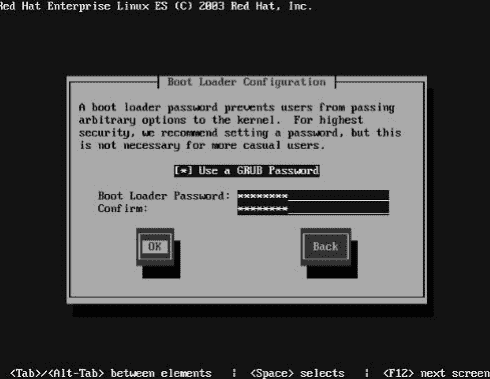 Red Hat Enterprise Linux ES (C) 2003 Red Hat, Inc.
Boot Loader Configuration
A boot loader password prevents users from passing
arbitrary options to the kernel.  For highest
security, we recommend setting a password, but this
is not necessary for more casual users.
[*] Use a GRUB Password
Boot Loader Password: ********
Confirm: ********
OK Back
<Tab>/<Alt-Tab> between elements | <Space> selects | <F12> next screen